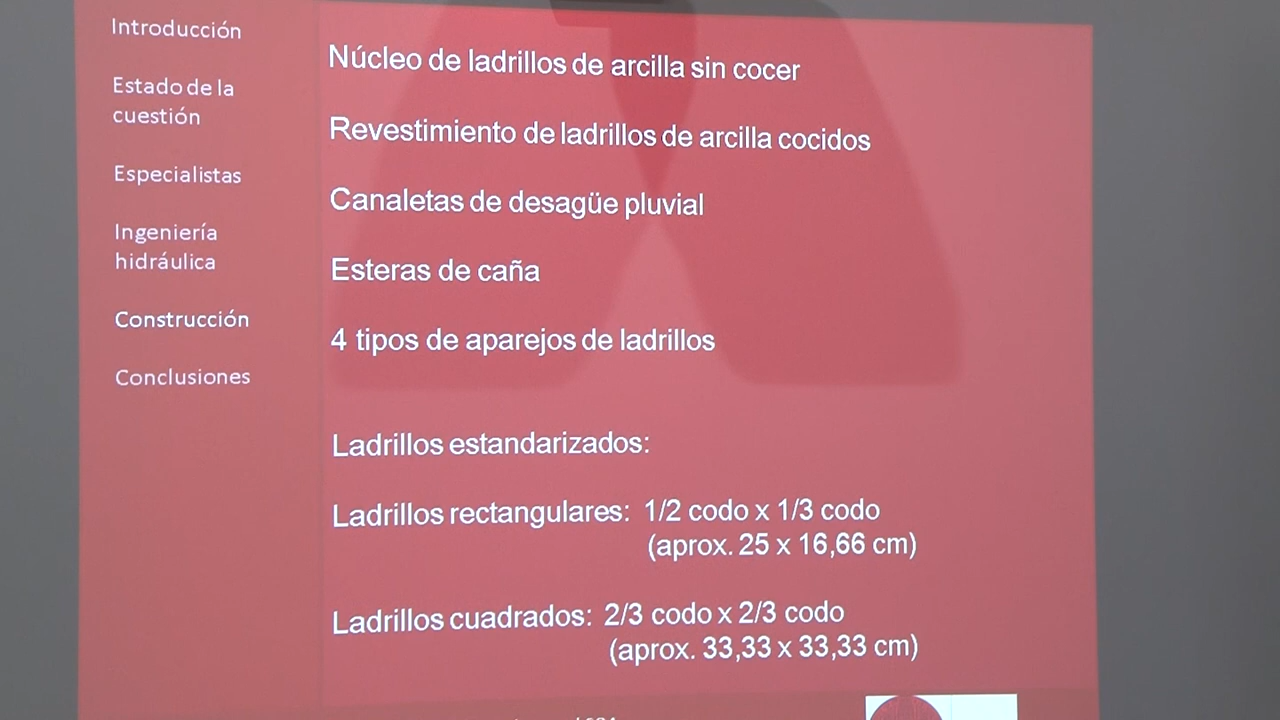 Introducción
Estado de la
cuestión
Especialistas
Ingeniería
hidráulica
Construcción
Conclusiones
Núcleo de ladrillos de arcilla sin cocer
Revestimiento de ladrillos de arcilla cocidos
Canaletas de desagüe pluvial
Esteras de caña
4 tipos de aparejos de ladrillos
Ladrillos estandarizados:
Ladrillos rectangulares: 1/2 codo x 1/3 codo
(aprox. 25 x 16,66 cm)
Ladrillos cuadrados: 2/3 codo x 2/3 codo
(aprox. 33,33 x 33,33 cm)